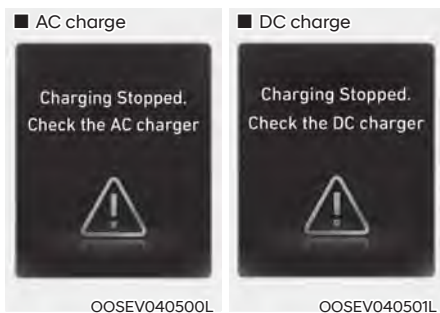 ■ AC charge
Charging Stopped.
Check the AC charger
OOSEV040500L
■ DC charge
Charging Stopped.
Check the DC charger
OOSEV040501L